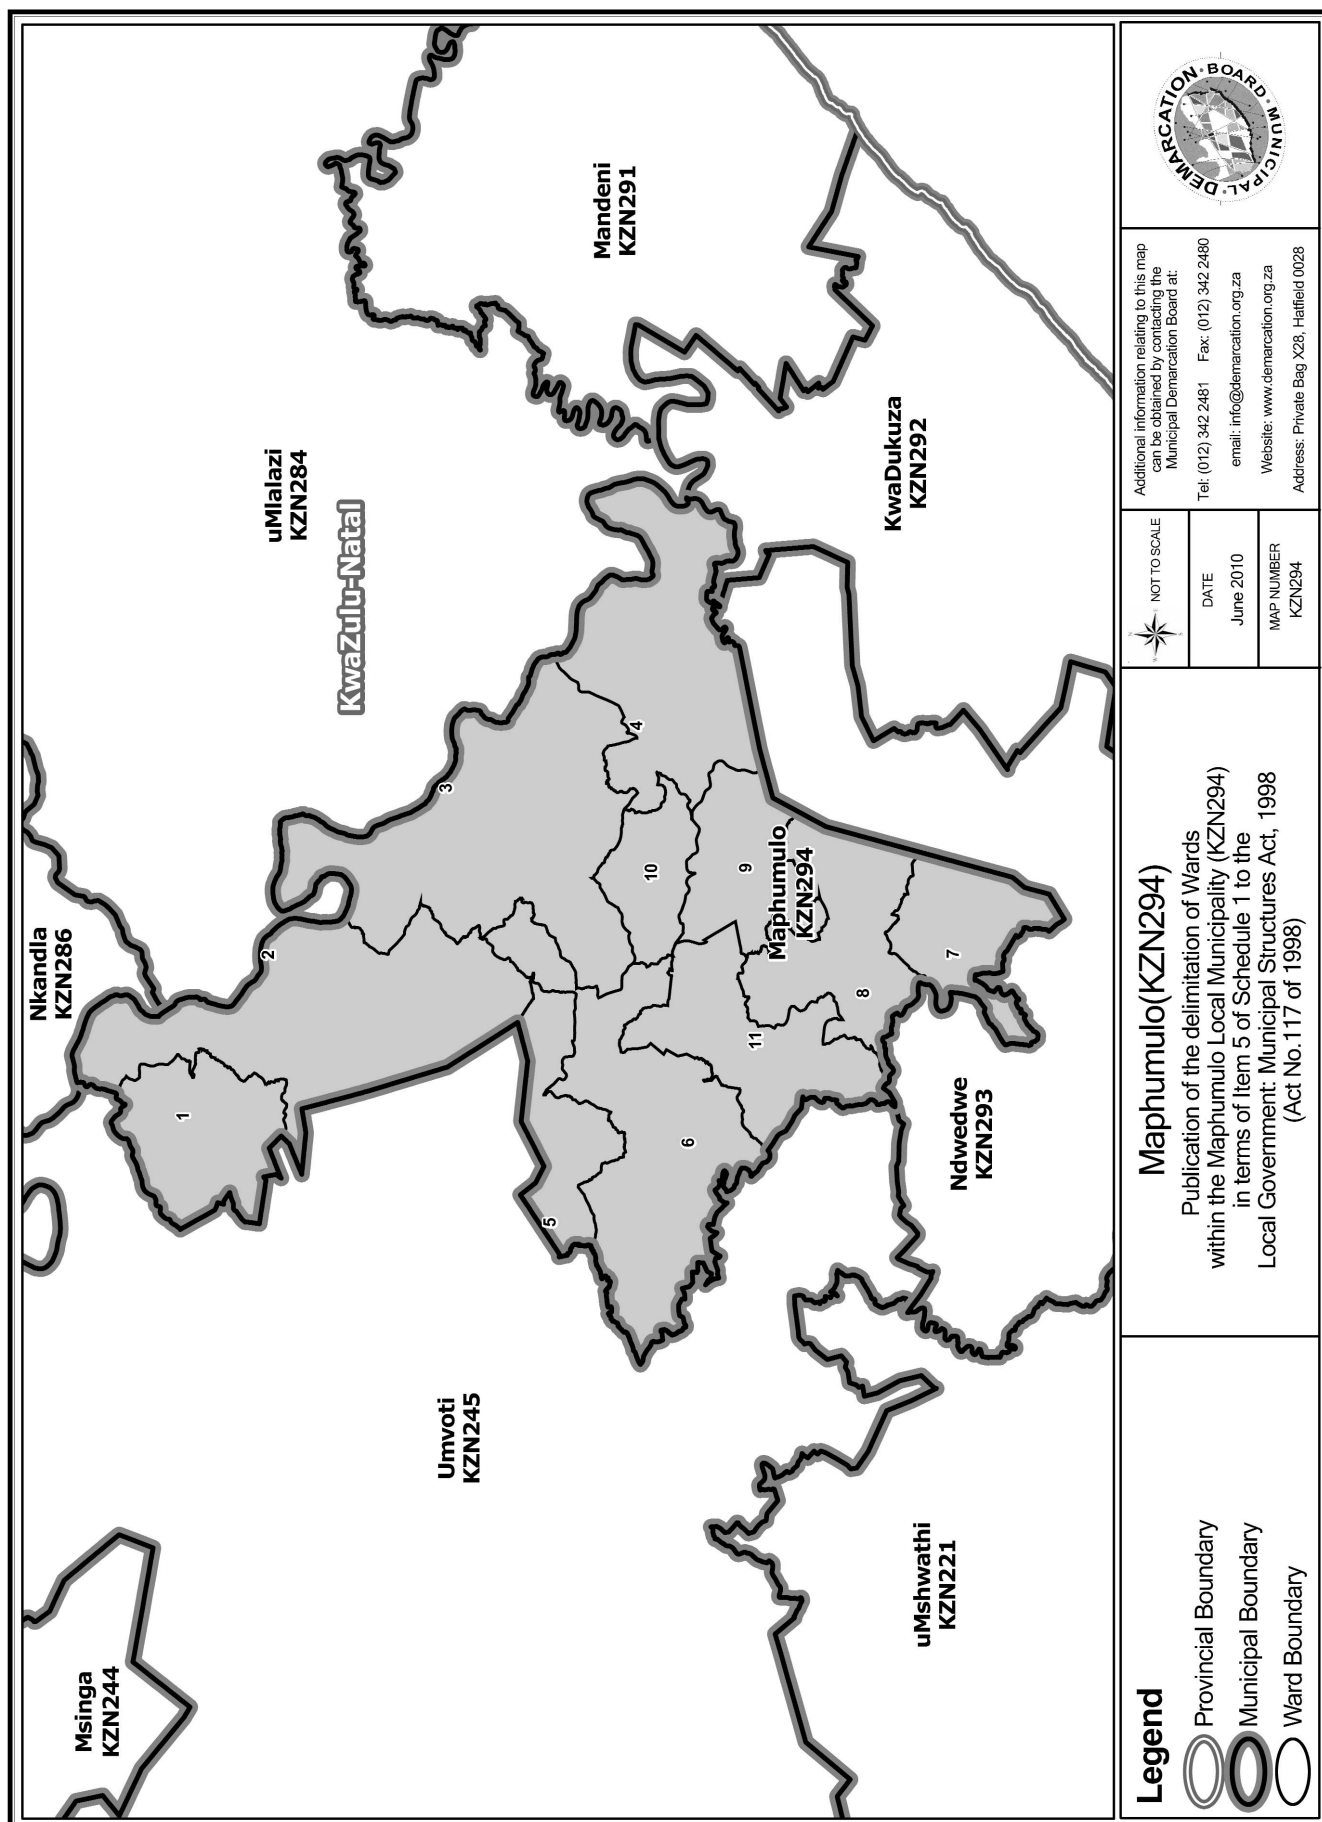 Msinga
KZN244
Nkandla
KZN286
uMlalazi
KZN284
KwaZulu-Natal
Umvoti
KZN245
Mandeni
KZN291
Maphumulo
KZN294
KwaDukuza
KZN292
Ndwedwe
KZN293
uMshwathi
KZN221
1
2
3
4
5
6
7
8
9
10
11
Legend
Provincial Boundary
Municipal Boundary
Ward Boundary
Maphumulo(KZN294)
Publication of the delimitation of Wards
within the Maphumulo Local Municipality (KZN294)
in terms of Item 5 of Schedule 1 to the
Local Government: Municipal Structures Act, 1998
(Act No.117 of 1998)
N
W
E
S
NOT TO SCALE
DATE
June 2010
MAP NUMBER
KZN294
Additional information relating to this map
can be obtained by contacting the
Municipal Demarcation Board at:
Tel: (012) 342 2481 Fax: (012) 342 2480
email: info@demarcation.org.za
Website: www.demarcation.org.za
Address: Private Bag X28, Hatfield 0028
MUNICIPAL·DEMARCATION·BOARD·